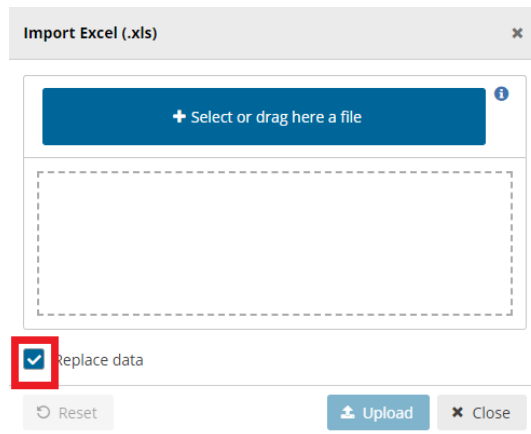 Import Excel (.xls)
+ Select or drag here a file
Replace data
Reset
Upload
Close